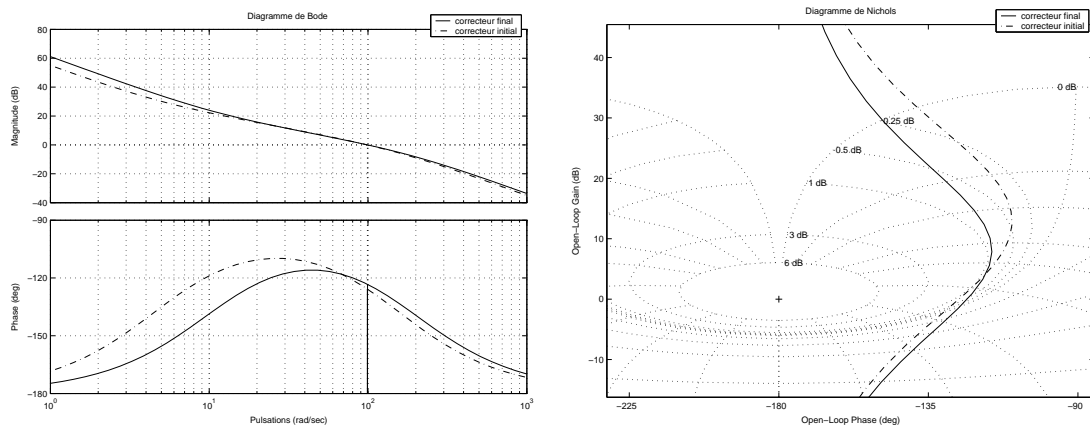 Diagramme de Bode
correcteur final
correcteur initial
Magnitude (dB)
80
60
40
20
0
−20
−40
Phase (deg)
−90
−120
−150
−180
10^0
10^1
10^2
10^3
Pulsations (rad/sec)
Diagramme de Nichols
correcteur final
correcteur initial
Open−Loop Gain (dB)
40
30
20
10
0
−10
0 dB
0.25 dB
0.5 dB
1 dB
3 dB
6 dB
−225
−180
−135
−90
Open−Loop Phase (deg)